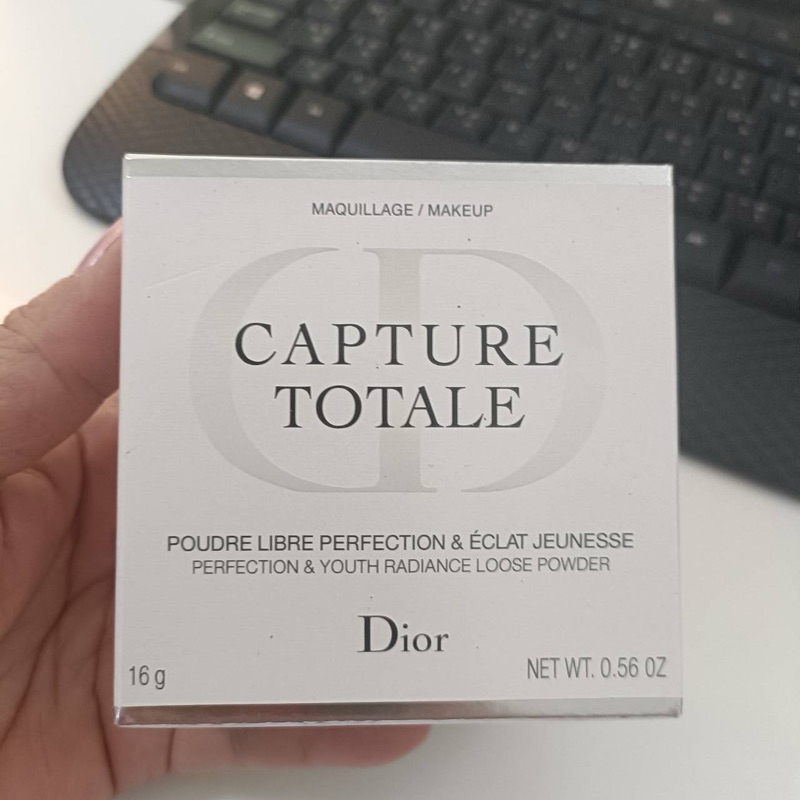 MAQUILLAGE / MAKEUP
CAPTURE
TOTALE
POUDRE LIBRE PERFECTION & ÉCLAT JEUNESSE
PERFECTION & YOUTH RADIANCE LOOSE POWDER
Dior
16 g
NET WT. 0.56 OZ